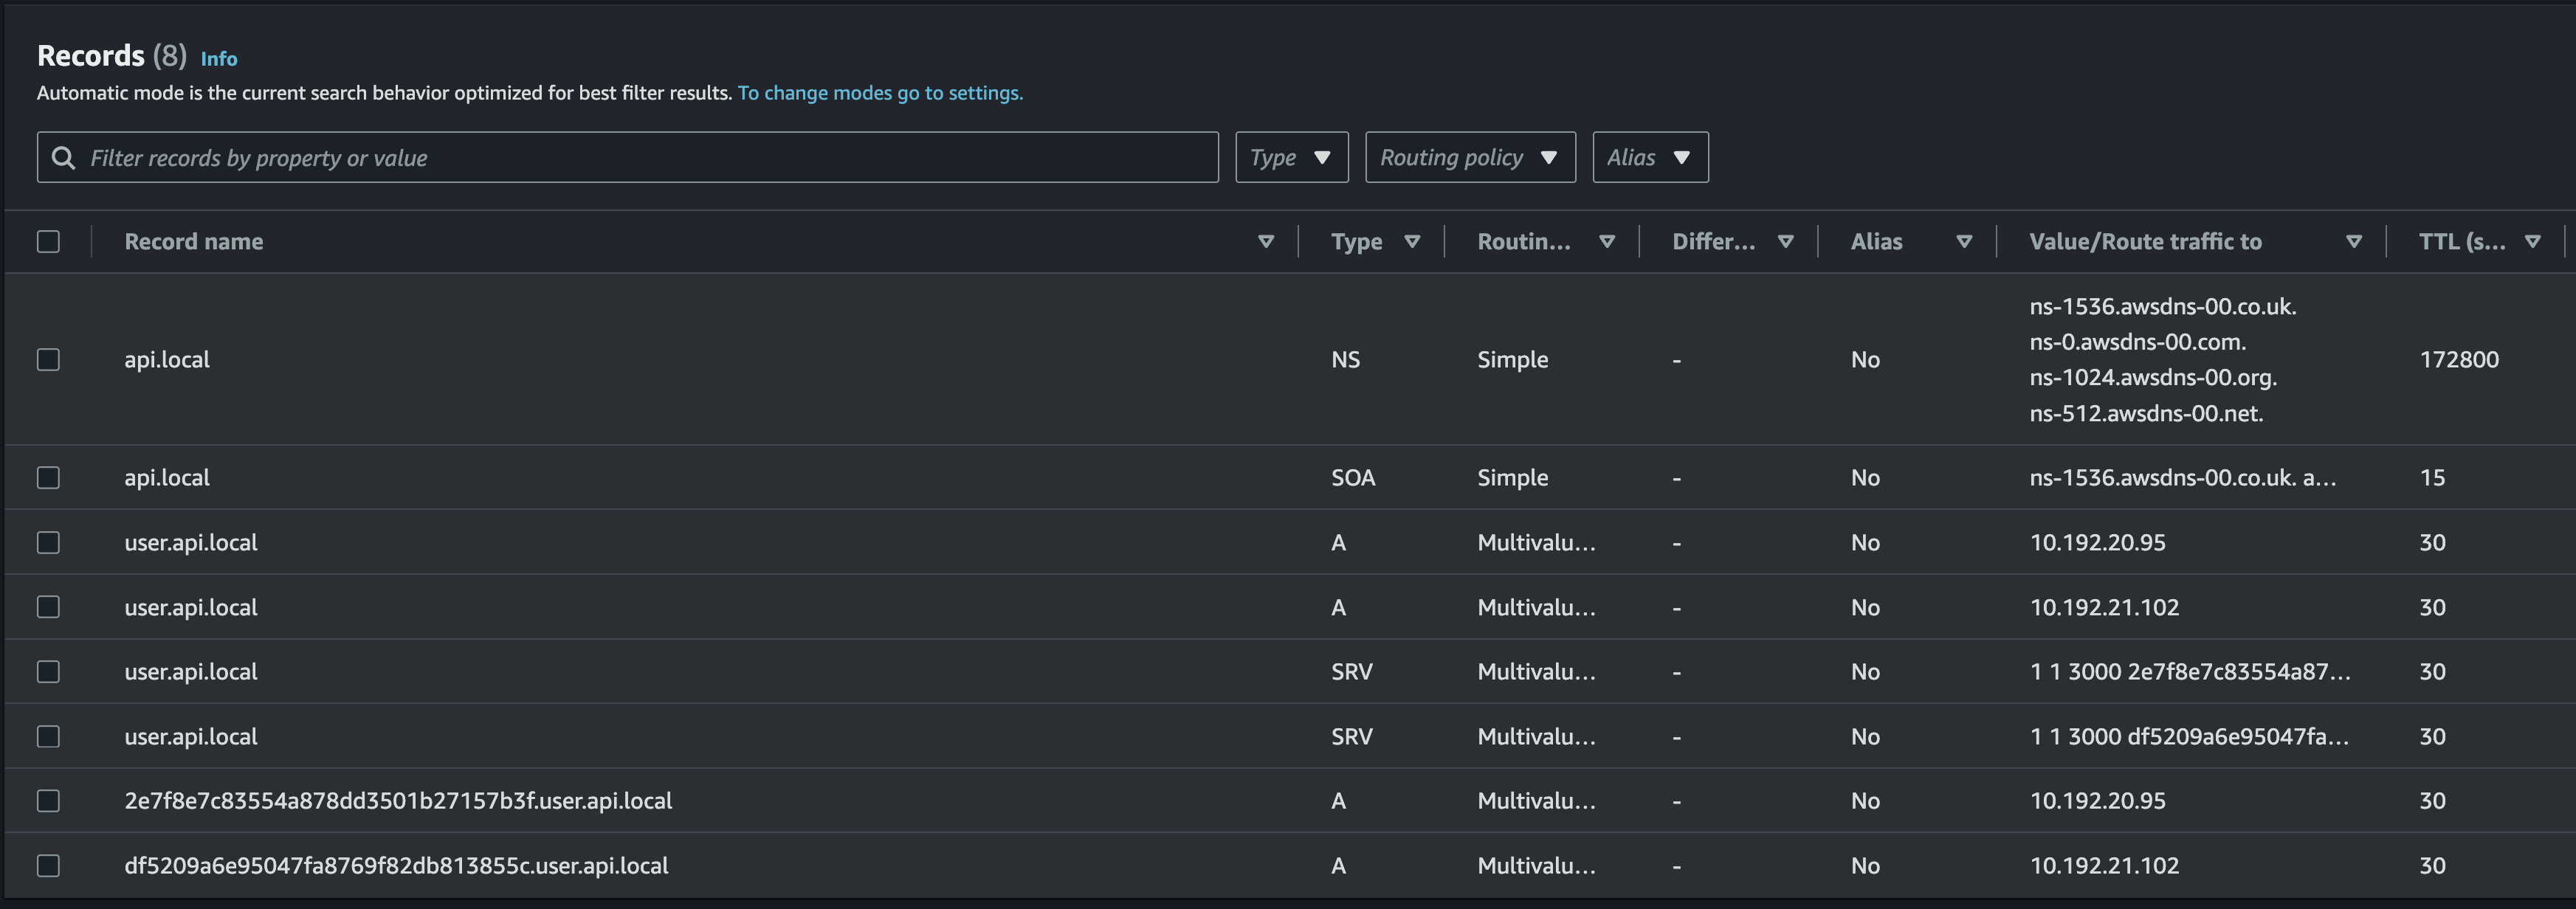 Records (8) Info
Automatic mode is the current search behavior optimized for best filter results. To change modes go to settings.
Filter records by property or value Type Routing policy Alias
Record name Type Routin... Differ... Alias Value/Route traffic to TTL (s...
ns-1536.awsdns-00.co.uk.
ns-0.awsdns-00.com.
api.local NS Simple - No 172800
ns-1024.awsdns-00.org.
ns-512.awsdns-00.net.
api.local SOA Simple - No ns-1536.awsdns-00.co.uk. a... 15
user.api.local A Multivalu... - No 10.192.20.95 30
user.api.local A Multivalu... - No 10.192.21.102 30
user.api.local SRV Multivalu... - No 1 1 3000 2e7f8e7c83554a87... 30
user.api.local SRV Multivalu... - No 1 1 3000 df5209a6e95047fa... 30
2e7f8e7c83554a878dd3501b27157b3f.user.api.local A Multivalu... - No 10.192.20.95 30
df5209a6e95047fa8769f82db813855c.user.api.local A Multivalu... - No 10.192.21.102 30